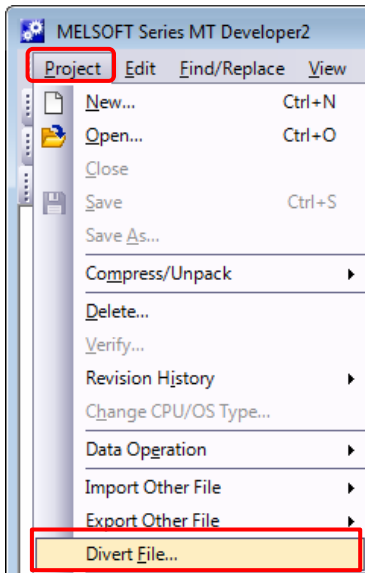 MELSOFT Series MT Developer2
Project Edit Find/Replace View
New... Ctrl+N
Open... Ctrl+O
Close
Save Ctrl+S
Save As...
Compress/Unpack
Delete...
Verify...
Revision History
Change CPU/OS Type...
Data Operation
Import Other File
Export Other File
Divert File...